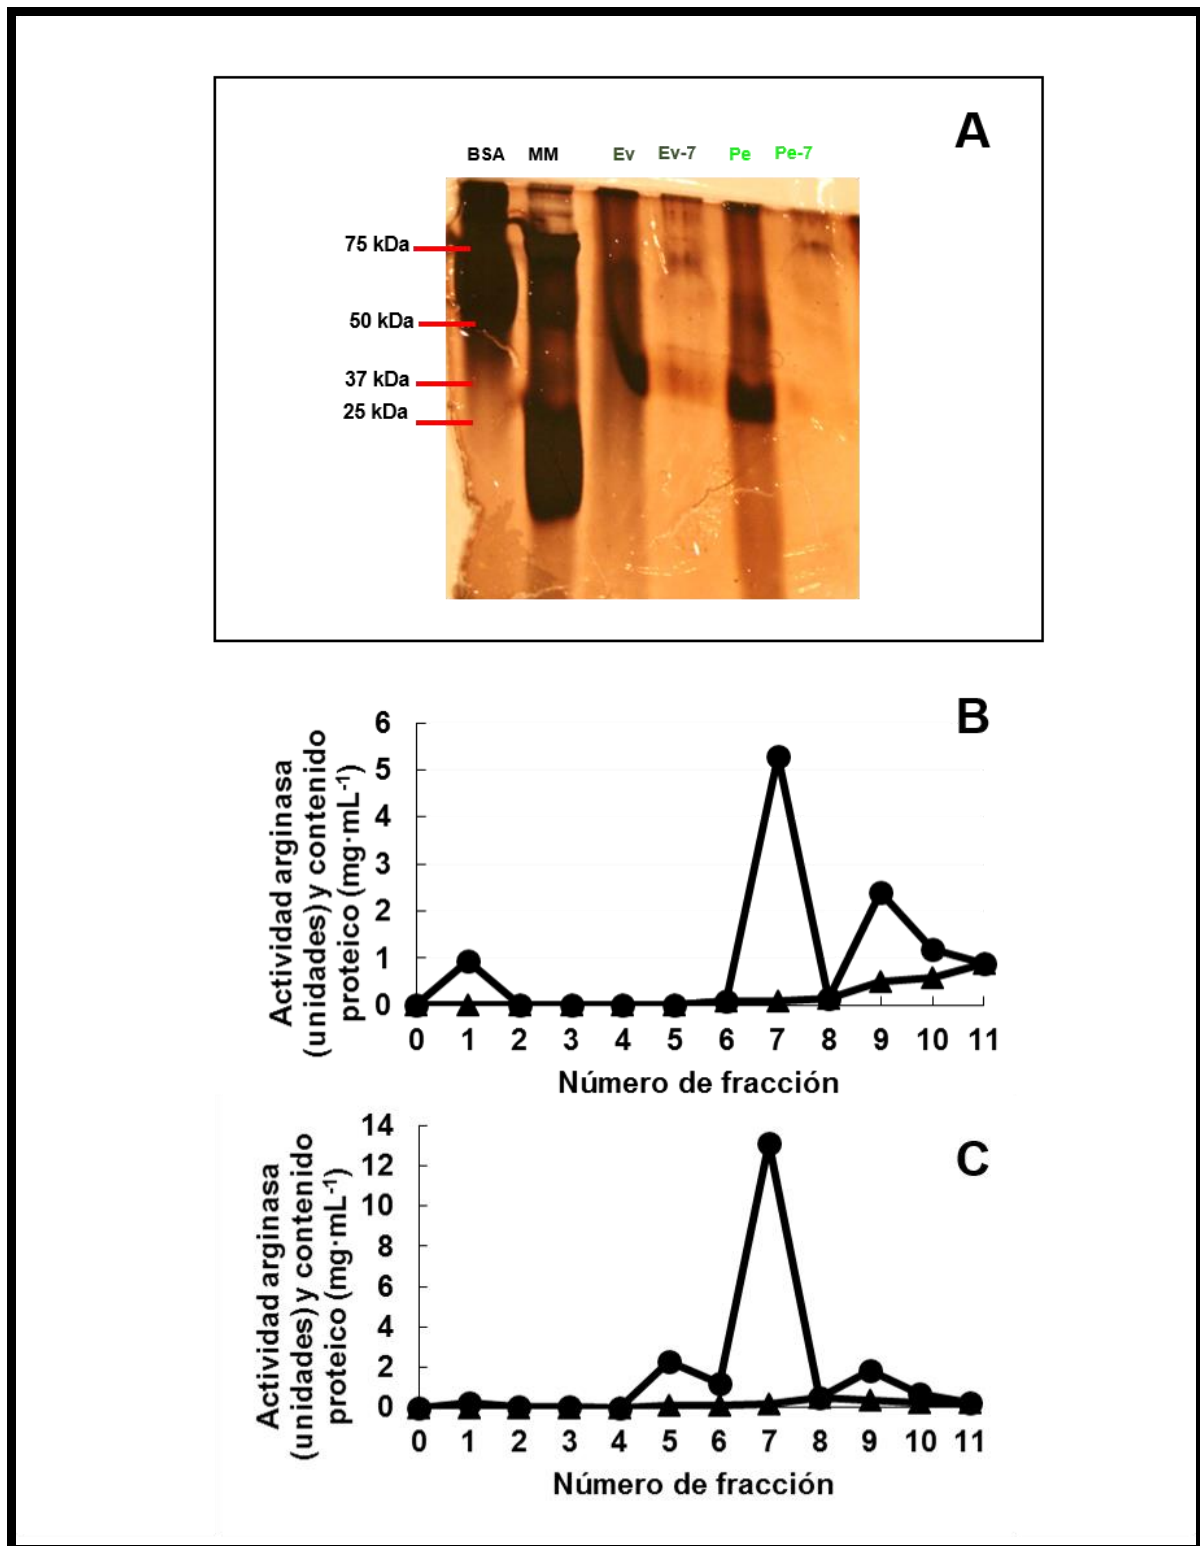 A
BSA MM Ev Ev-7 Pe Pe-7
75 kDa
50 kDa
37 kDa
25 kDa
B
Actividad arginasa
(unidades) y contenido
proteico (mg·mL-1)
6
5
4
3
2
1
0
0 1 2 3 4 5 6 7 8 9 10 11
Número de fracción
C
Actividad arginasa
(unidades) y contenido
proteico (mg·mL-1)
14
12
10
8
6
4
2
0
0 1 2 3 4 5 6 7 8 9 10 11
Número de fracción